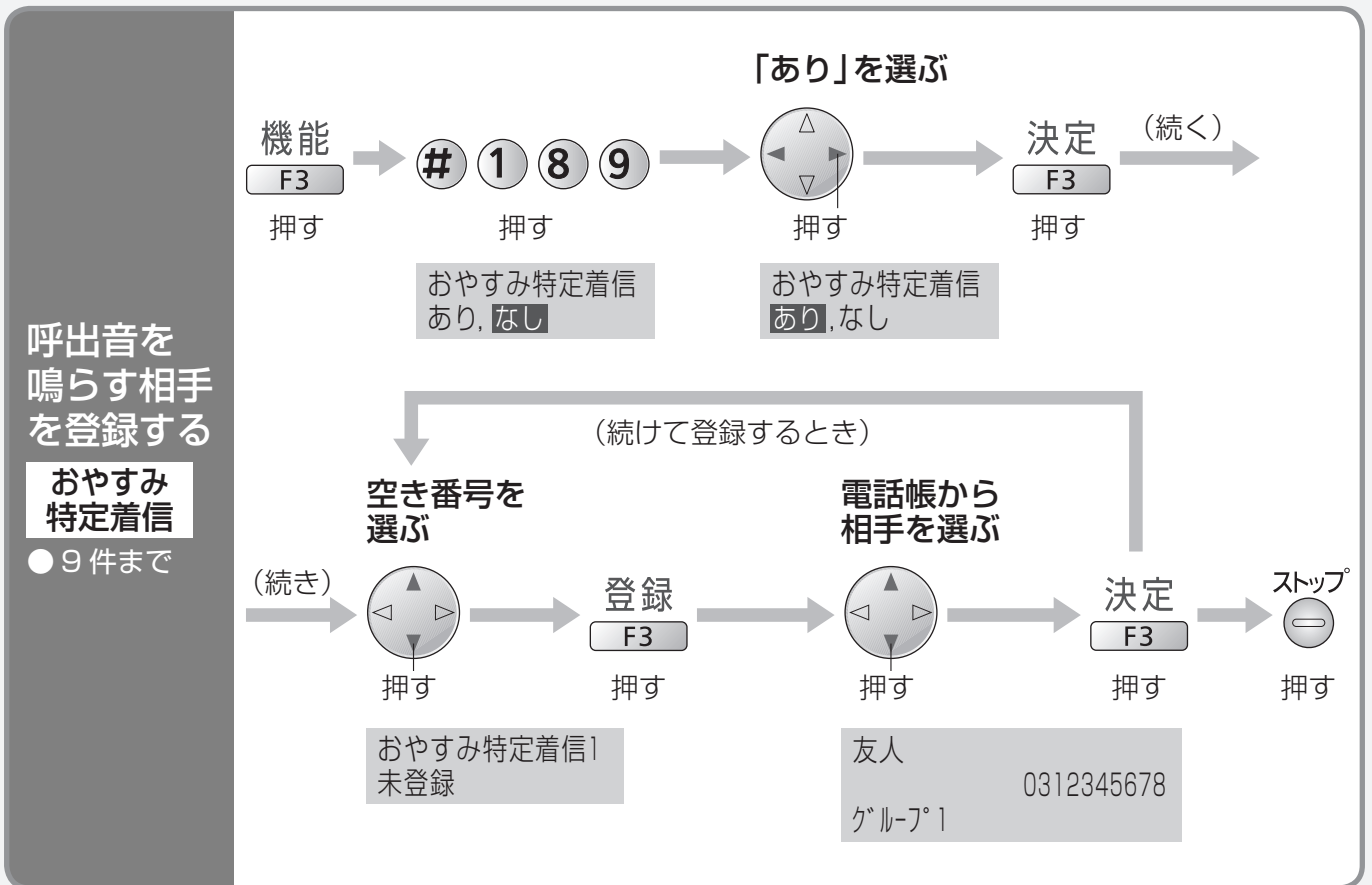 呼出音を
鳴らす相手
を登録する
おやすみ
特定着信
●9件まで
「あり」を選ぶ
機能
F3
押す
# 1 8 9
押す
押す
決定
F3
押す
(続く)
おやすみ特定着信
あり, なし
おやすみ特定着信
あり,なし
(続けて登録するとき)
(続き)
空き番号を
選ぶ
押す
登録
F3
押す
電話帳から
相手を選ぶ
押す
決定
F3
押す
ストップ
押す
おやすみ特定着信1
未登録
友人
0312345678
グループ1